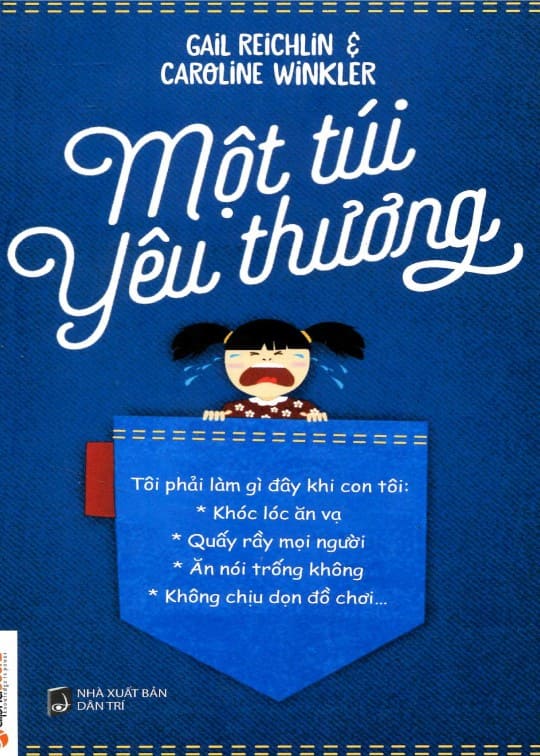 GAIL REICHLIN &
CAROLINE WINKLER
Một túi
Yêu thương
Tôi phải làm gì đây khi con tôi:
* Khóc lóc ăn vạ
* Quấy rầy mọi người
* Ăn nói trống không
* Không chịu dọn đồ chơi...
NHÀ XUẤT BẢN
DÂN TRÍ